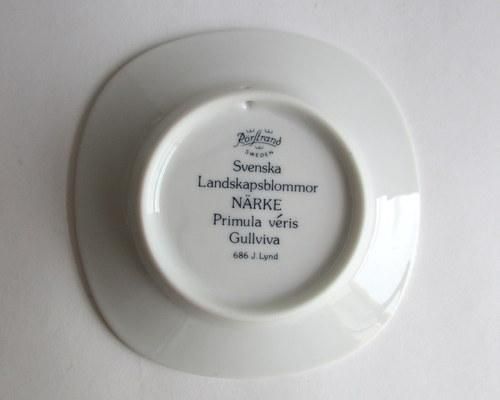 Rörstrand
SWEDEN
Svenska
Landskapsblommor
NÄRKE
Primula véris
Gullviva
686 J. Lynd